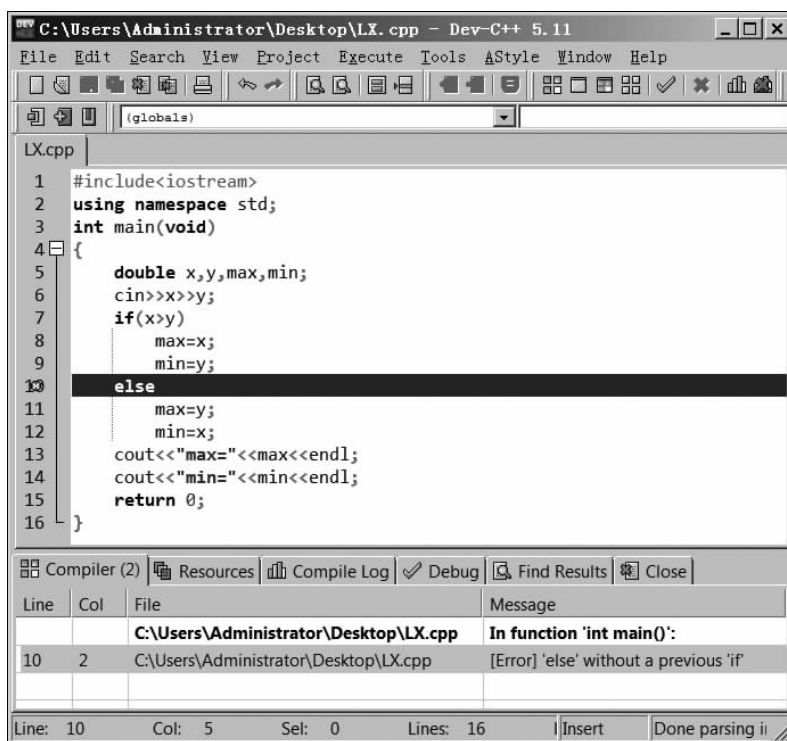 DEV C:\Users\Administrator\Desktop\LX.cpp - Dev-C++ 5.11
File Edit Search View Project Execute Tools AStyle Window Help
(globals)
LX.cpp
1 #include<iostream>
2 using namespace std;
3 int main(void)
4 {
5 double x,y,max,min;
6 cin>>x>>y;
7 if(x>y)
8 max=x;
9 min=y;
10 else
11 max=y;
12 min=x;
13 cout<<"max="<<max<<endl;
14 cout<<"min="<<min<<endl;
15 return 0;
16 }
Compiler (2) Resources Compile Log Debug Find Results Close
Line Col File Message
C:\Users\Administrator\Desktop\LX.cpp In function 'int main()':
10 2 C:\Users\Administrator\Desktop\LX.cpp [Error] 'else' without a previous 'if'
Line: 10 Col: 5 Sel: 0 Lines: 16 Insert Done parsing